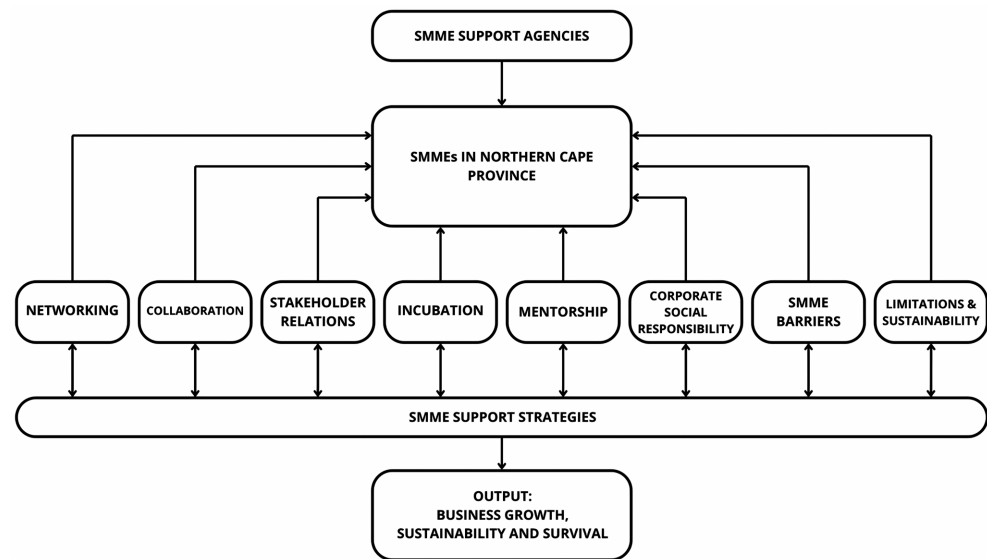 SMME SUPPORT AGENCIES
SMMEs IN NORTHERN CAPE
PROVINCE
NETWORKING
COLLABORATION
STAKEHOLDER
RELATIONS
INCUBATION
MENTORSHIP
CORPORATE
SOCIAL
RESPONSIBILITY
SMME
BARRIERS
LIMITATIONS &
SUSTAINABILITY
SMME SUPPORT STRATEGIES
OUTPUT:
BUSINESS GROWTH,
SUSTAINABILITY AND SURVIVAL